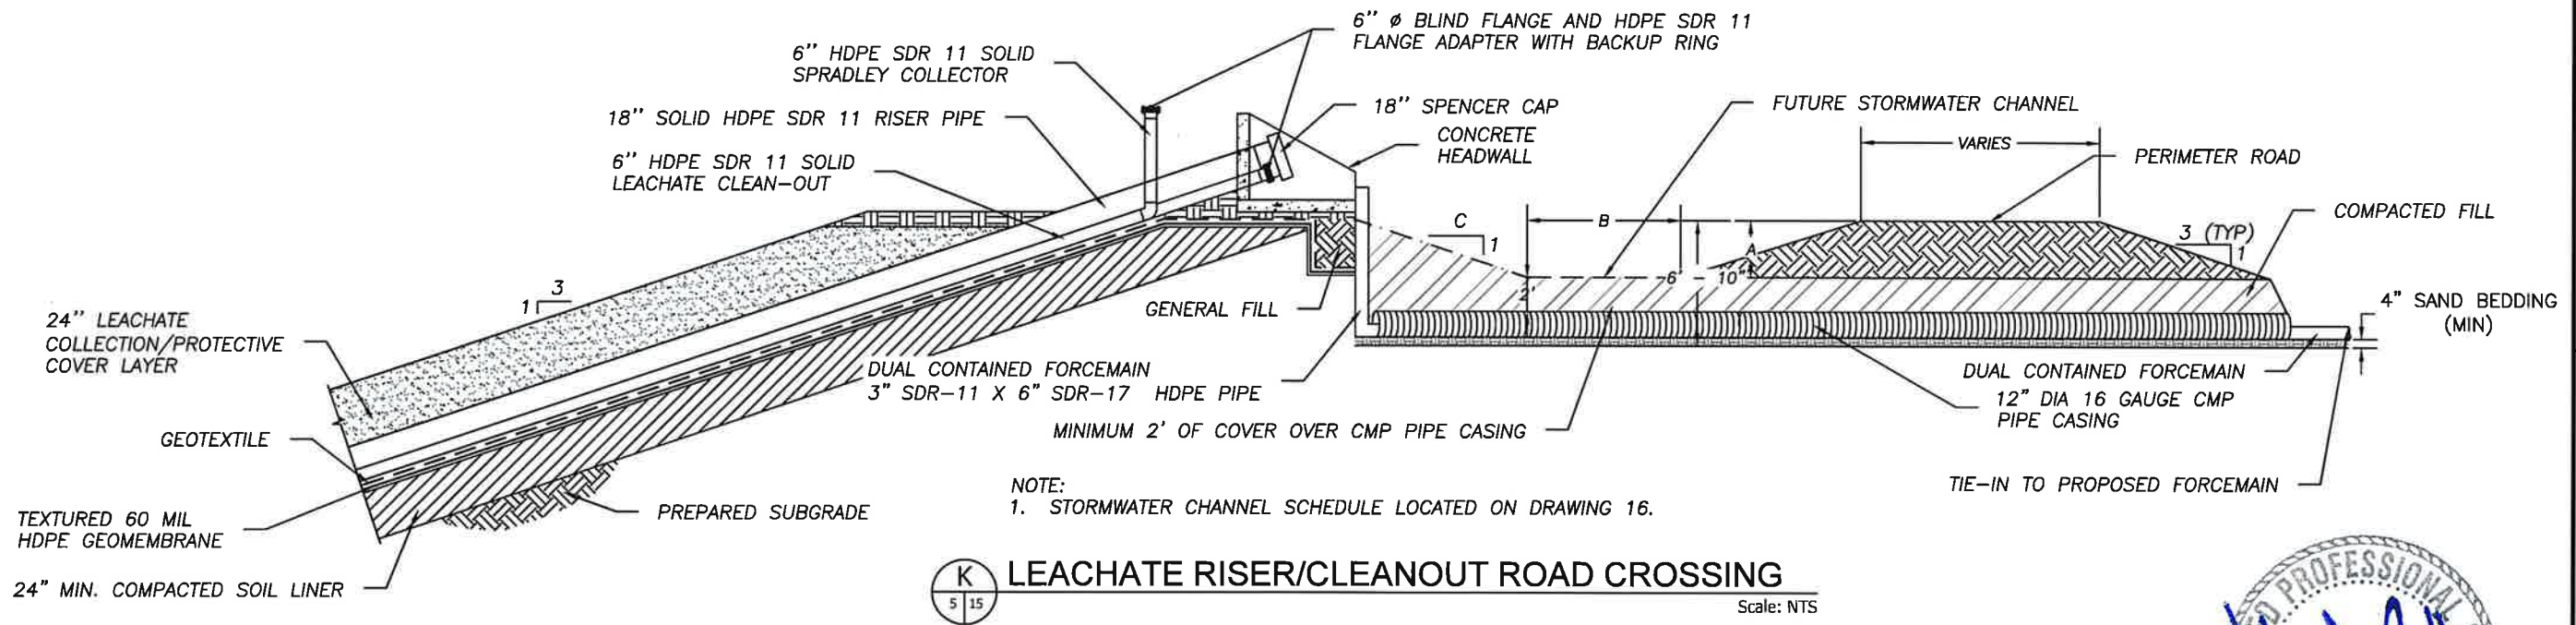 6'' ø BLIND FLANGE AND HDPE SDR 11
FLANGE ADAPTER WITH BACKUP RING
6'' HDPE SDR 11 SOLID
SPRADLEY COLLECTOR
18'' SOLID HDPE SDR 11 RISER PIPE
6'' HDPE SDR 11 SOLID
LEACHATE CLEAN-OUT
18'' SPENCER CAP
CONCRETE
HEADWALL
FUTURE STORMWATER CHANNEL
VARIES
PERIMETER ROAD
COMPACTED FILL
C
1
B
A
3 (TYP)
1
6'
10"
2'
3
1
GENERAL FILL
24'' LEACHATE
COLLECTION/PROTECTIVE
COVER LAYER
4" SAND BEDDING
(MIN)
DUAL CONTAINED FORCEMAIN
3" SDR-11 X 6" SDR-17 HDPE PIPE
DUAL CONTAINED FORCEMAIN
12" DIA 16 GAUGE CMP
PIPE CASING
MINIMUM 2' OF COVER OVER CMP PIPE CASING
GEOTEXTILE
TIE-IN TO PROPOSED FORCEMAIN
PREPARED SUBGRADE
TEXTURED 60 MIL
HDPE GEOMEMBRANE
24" MIN. COMPACTED SOIL LINER
NOTE:
1. STORMWATER CHANNEL SCHEDULE LOCATED ON DRAWING 16.
K
5 15
LEACHATE RISER/CLEANOUT ROAD CROSSING
Scale: NTS
PROFESSIONAL